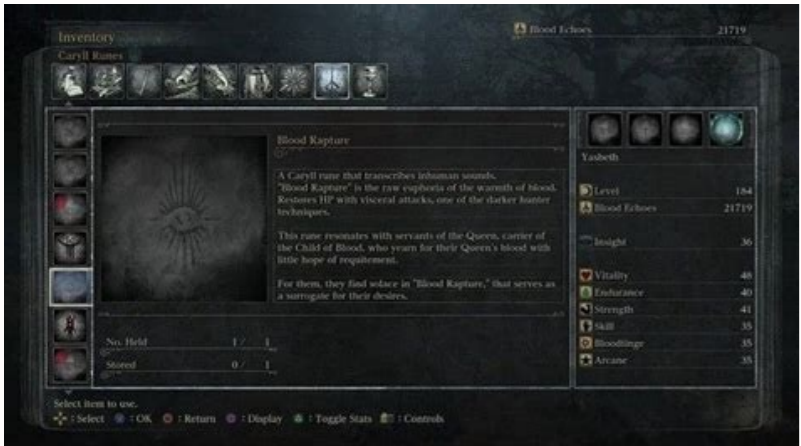 Inventory
Blood Echoes 21719
Caryll Runes
Blood Rapture
A Caryll rune that transcribes inhuman sounds.
"Blood Rapture" is the raw euphoria of the warmth of blood.
Restores HP with visceral attacks, one of the darker hunter
techniques.
This rune resonates with servants of the Queen, carrier of
the Child of Blood, who yearn for their Queen's blood with
little hope of requitement.
For them, they find solace in "Blood Rapture," that serves as
a surrogate for their desires.
No. Held 1 / 1
Stored 0 / 1
Yasbeth
Level 184
Blood Echoes 21719
Insight 36
Vitality 48
Endurance 40
Strength 41
Skill 35
Bloodtinge 35
Arcane 35
Select item to use.
: Select : OK : Return : Display : Toggle Stats : Controls